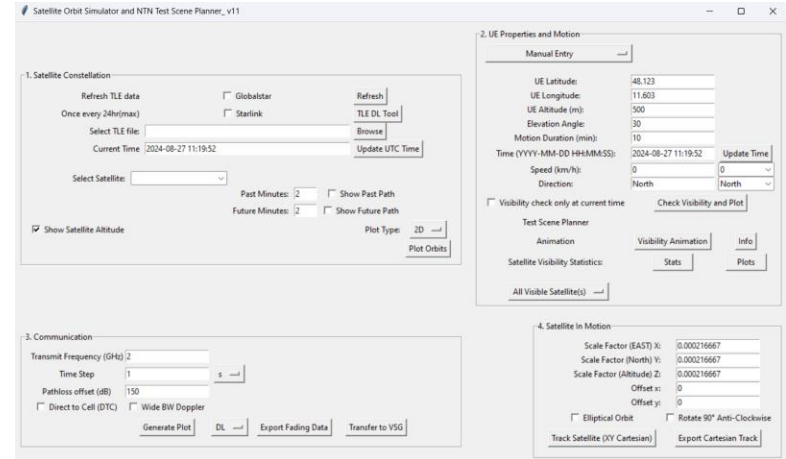 Satellite Orbit Simulator and NTN Test Scene Planner_ v11
1. Satellite Constellation
Refresh TLE data Globalstar Refresh
Once every 24hr(max) Starlink TLE DL Tool
Select TLE file: Browse
Current Time 2024-08-27 11:19:52 Update UTC Time
Select Satellite:
Past Minutes: 2 Show Past Path
Future Minutes: 2 Show Future Path
Show Satellite Altitude Plot Type: 2D
Plot Orbits
2. UE Properties and Motion
Manual Entry
UE Latitude: 48.123
UE Longitude: 11.603
UE Altitude (m): 500
Elevation Angle: 30
Motion Duration (min): 10
Time (YYYY-MM-DD HH:MM:SS): 2024-08-27 11:19:52 Update Time
Speed (km/h): 0 0
Direction: North North
Visibility check only at current time Check Visibility and Plot
Test Scene Planner
Animation Visibility Animation Info
Satellite Visibility Statistics: Stats Plots
All Visible Satellite(s)
3. Communication
Transmit Frequency (GHz) 2
Time Step 1 s
Pathloss offset (dB) 150
Direct to Cell (DTC) Wide BW Doppler
Generate Plot DL Export Fading Data Transfer to VSG
4. Satellite In Motion
Scale Factor (EAST) X: 0.000216667
Scale Factor (North) Y: 0.000216667
Scale Factor (Altitude) Z: 0.000216667
Offset x: 0
Offset y: 0
Elliptical Orbit Rotate 90° Anti-Clockwise
Track Satellite (XY Cartesian) Export Cartesian Track